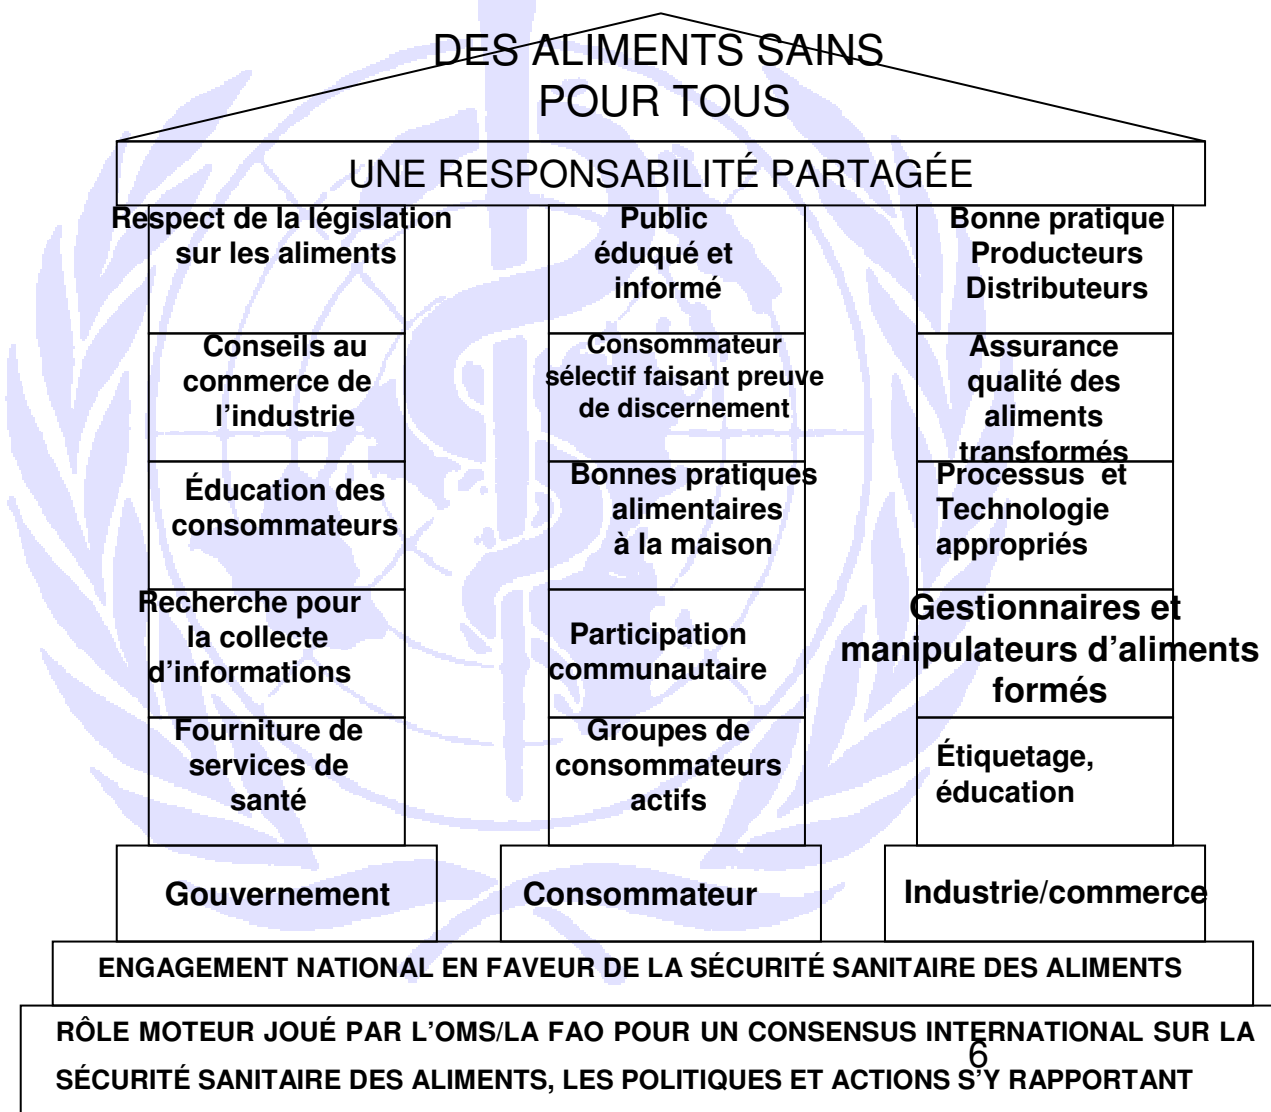 DES ALIMENTS SAINS
POUR TOUS
UNE RESPONSABILITÉ PARTAGÉE
Respect de la législation
sur les aliments
Conseils au
commerce de
l’industrie
Éducation des
consommateurs
Recherche pour
la collecte
d’informations
Fourniture de
services de
santé
Gouvernement
Public
éduqué et
informé
Consommateur
sélectif faisant preuve
de discernement
Bonnes pratiques
alimentaires
à la maison
Participation
communautaire
Groupes de
consommateurs
actifs
Consommateur
Bonne pratique
Producteurs
Distributeurs
Assurance
qualité des
aliments
transformés
Processus et
Technologie
appropriés
Gestionnaires et
manipulateurs d’aliments
formés
Étiquetage,
éducation
Industrie/commerce
ENGAGEMENT NATIONAL EN FAVEUR DE LA SÉCURITÉ SANITAIRE DES ALIMENTS
RÔLE MOTEUR JOUÉ PAR L’OMS/LA FAO POUR UN CONSENSUS INTERNATIONAL SUR LA
SÉCURITÉ SANITAIRE DES ALIMENTS, LES POLITIQUES ET ACTIONS S’Y RAPPORTANT
6